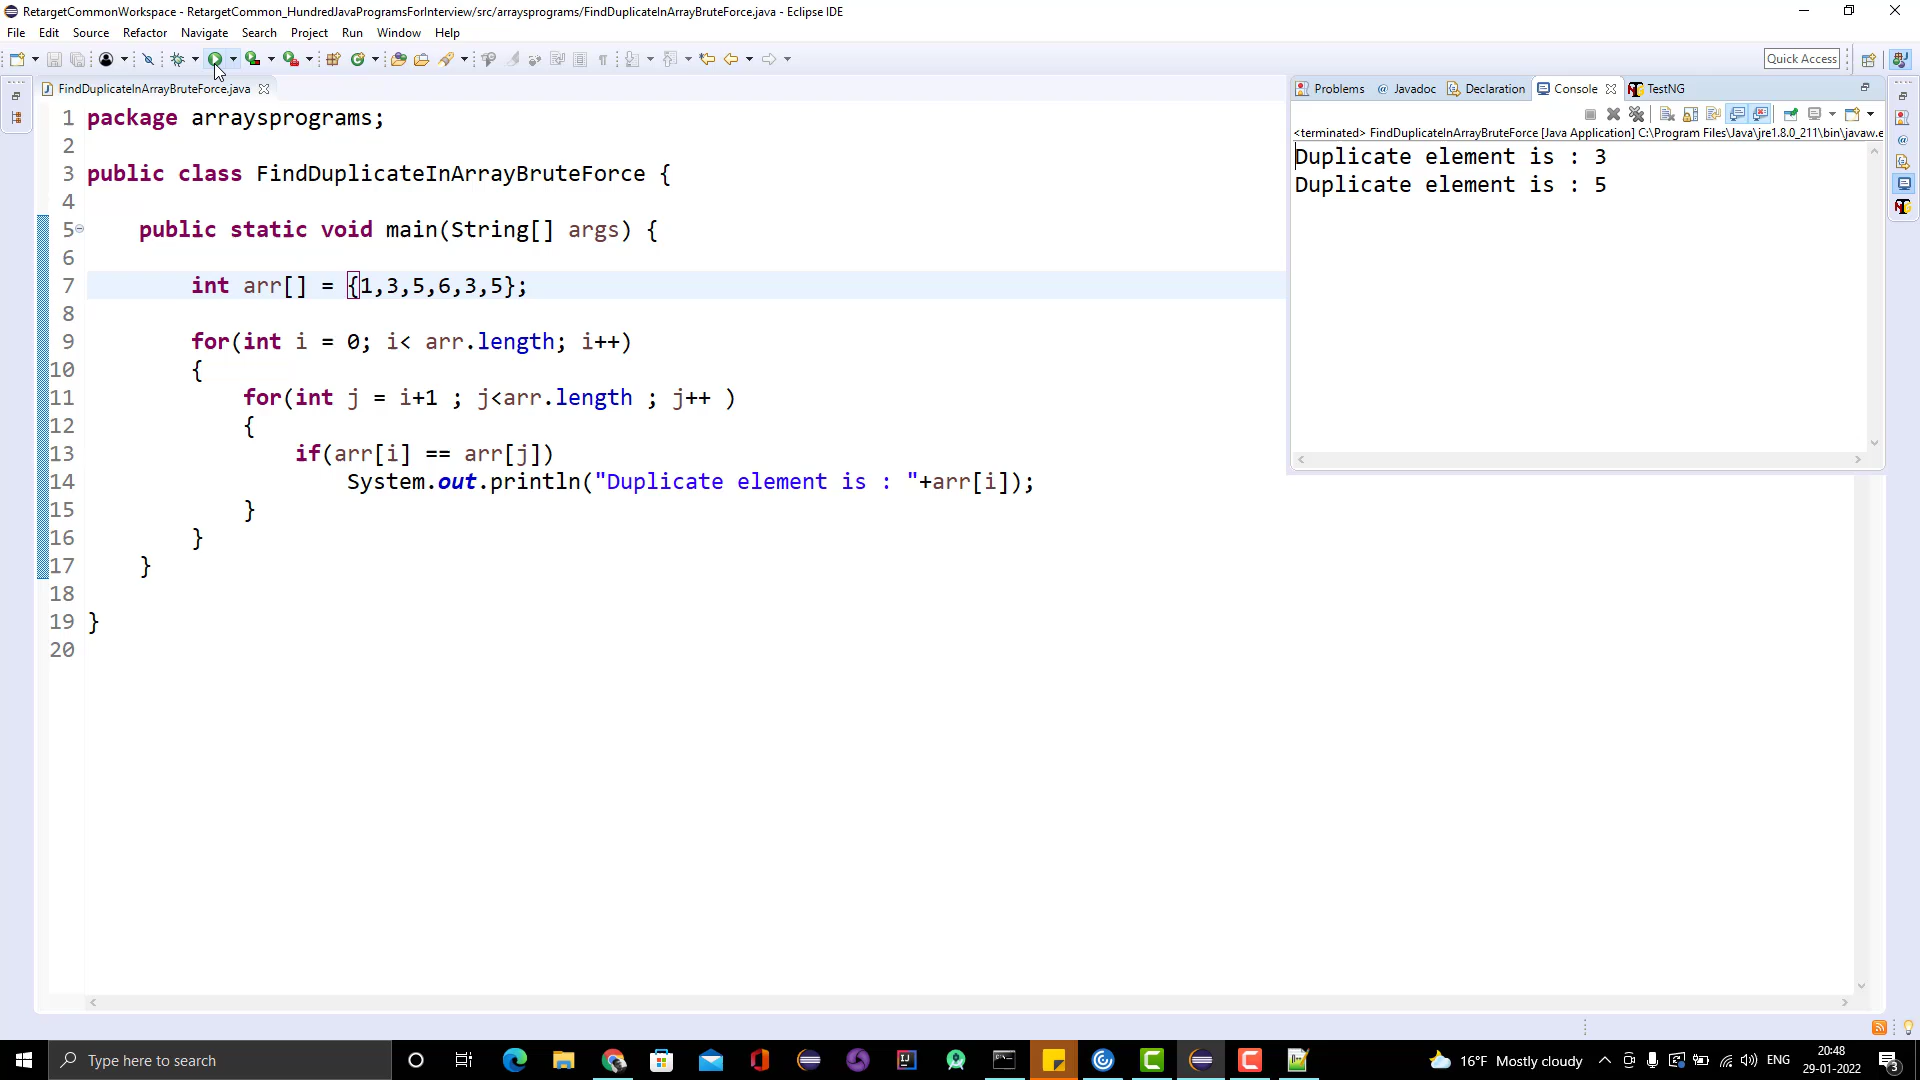 RetargetCommonWorkspace - RetargetCommon_HundredJavaProgramsForInterview/src/arraysprograms/FindDuplicateInArrayBruteForce.java - Eclipse IDE
File Edit Source Refactor Navigate Search Project Run Window Help
Quick Access
FindDuplicateInArrayBruteForce.java
1 package arraysprograms;
2
3 public class FindDuplicateInArrayBruteForce {
4
5 public static void main(String[] args) {
6
7 int arr[] = {1,3,5,6,3,5};
8
9 for(int i = 0; i< arr.length; i++)
10 {
11 for(int j = i+1 ; j<arr.length ; j++ )
12 {
13 if(arr[i] == arr[j])
14 System.out.println("Duplicate element is : "+arr[i]);
15 }
16 }
17 }
18
19 }
20
Problems @ Javadoc Declaration Console TestNG
<terminated> FindDuplicateInArrayBruteForce [Java Application] C:\Program Files\Java\jre1.8.0_211\bin\javaw.e
Duplicate element is : 3
Duplicate element is : 5
Type here to search
16°F Mostly cloudy
ENG
20:48
29-01-2022
3